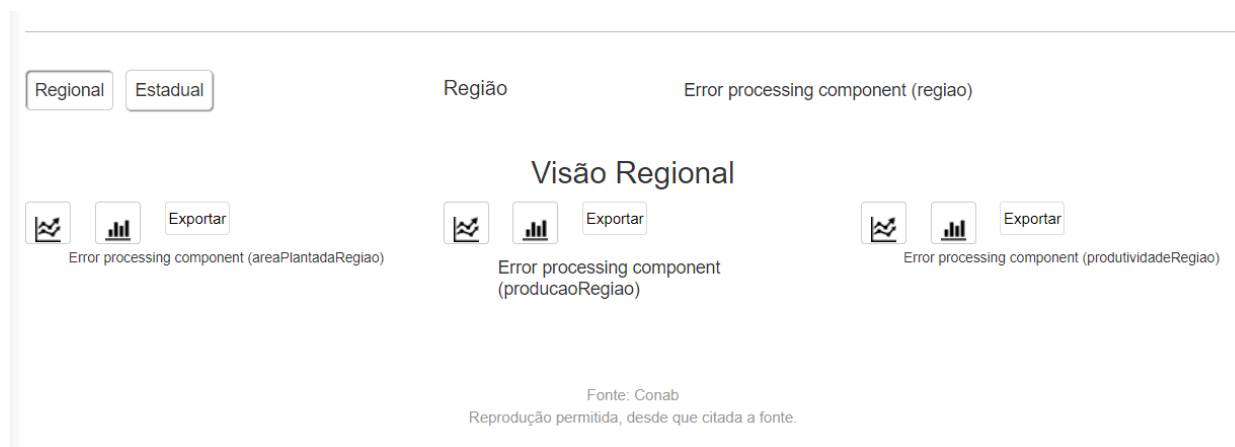 Regional Estadual Região Error processing component (regiao)
Visão Regional
Exportar Exportar Exportar
Error processing component (areaPlantadaRegiao) Error processing component (producaoRegiao) Error processing component (produtividadeRegiao)
Fonte: Conab
Reprodução permitida, desde que citada a fonte.